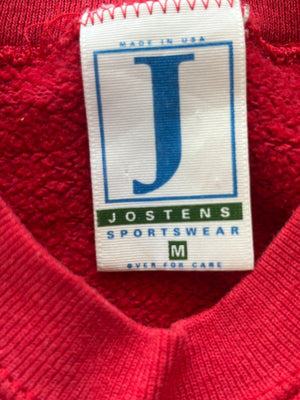 MADE IN USA
J
JOSTENS
SPORTSWEAR
M
OVER FOR CARE